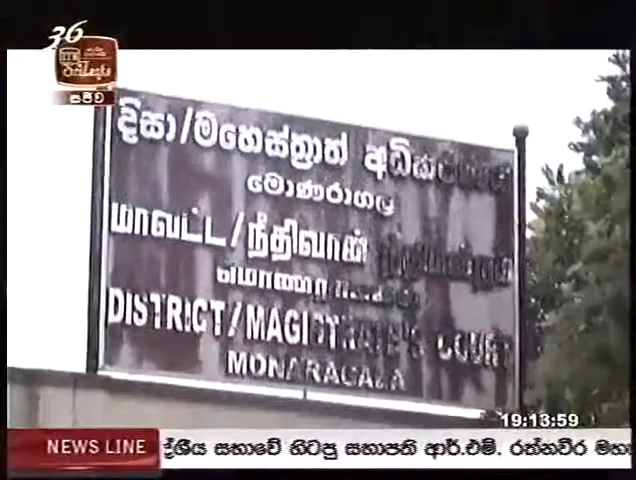 36
සජීව
දිසා/මහේස්ත්‍රාත් අධිකරණය
මොණරාගල
மாவட்ட/நீதிவான்
DISTRICT/MAGISTRATE'S COURT
MONARAGALA
19:13:59
NEWS LINE
ද්‍රීය සභාවේ හිටපු සභාපති ආර්.එම්. රත්නවීර මහ